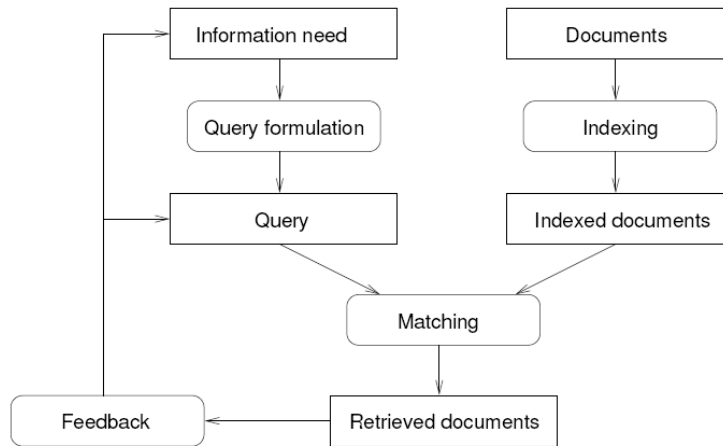 Information need
Documents
Query formulation
Indexing
Query
Indexed documents
Matching
Feedback
Retrieved documents